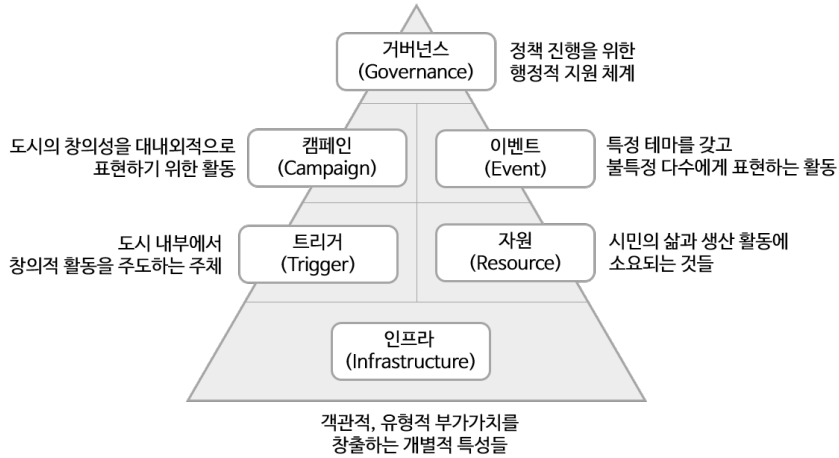 거버넌스
(Governance)
정책 진행을 위한
행정적 지원 체계
도시의 창의성을 대내외적으로
표현하기 위한 활동
캠페인
(Campaign)
이벤트
(Event)
특정 테마를 갖고
불특정 다수에게 표현하는 활동
도시 내부에서
창의적 활동을 주도하는 주체
트리거
(Trigger)
자원
(Resource)
시민의 삶과 생산 활동에
소요되는 것들
인프라
(Infrastructure)
객관적, 유형적 부가가치를
창출하는 개별적 특성들